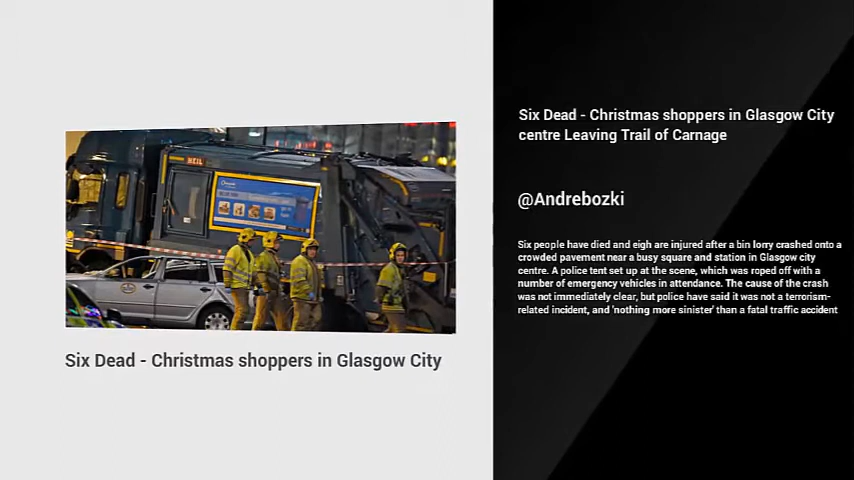 HEIL
Six Dead - Christmas shoppers in Glasgow City
Six Dead - Christmas shoppers in Glasgow City
centre Leaving Trail of Carnage
@Andrebozki
Six people have died and eigh are injured after a bin lorry crashed onto a
crowded pavement near a busy square and station in Glasgow city
centre. A police tent set up at the scene, which was roped off with a
number of emergency vehicles in attendance. The cause of the crash
was not immediately clear, but police have said it was not a terrorism-
related incident, and 'nothing more sinister' than a fatal traffic accident